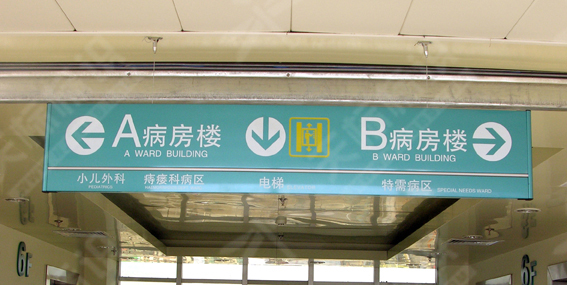 A病房楼
A WARD BUILDING
B病房楼
B WARD BUILDING
小儿外科
痔瘘科病区
电梯
特需病区
SPECIAL NEEDS WARD
6F
6F